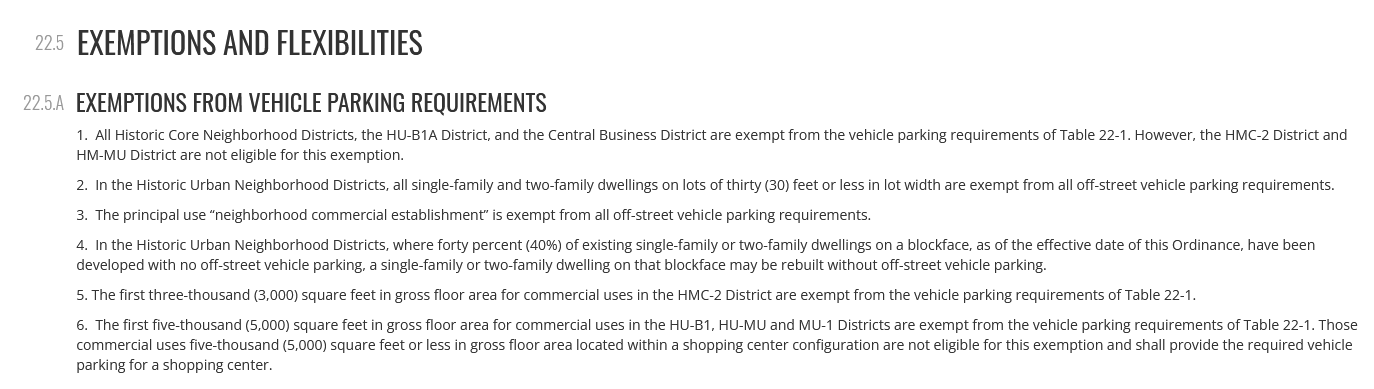 22.5 EXEMPTIONS AND FLEXIBILITIES
22.5.A EXEMPTIONS FROM VEHICLE PARKING REQUIREMENTS
1. All Historic Core Neighborhood Districts, the HU-B1A District, and the Central Business District are exempt from the vehicle parking requirements of Table 22-1. However, the HMC-2 District and
HM-MU District are not eligible for this exemption.
2. In the Historic Urban Neighborhood Districts, all single-family and two-family dwellings on lots of thirty (30) feet or less in lot width are exempt from all off-street vehicle parking requirements.
3. The principal use “neighborhood commercial establishment” is exempt from all off-street vehicle parking requirements.
4. In the Historic Urban Neighborhood Districts, where forty percent (40%) of existing single-family or two-family dwellings on a blockface, as of the effective date of this Ordinance, have been
developed with no off-street vehicle parking, a single-family or two-family dwelling on that blockface may be rebuilt without off-street vehicle parking.
5. The first three-thousand (3,000) square feet in gross floor area for commercial uses in the HMC-2 District are exempt from the vehicle parking requirements of Table 22-1.
6. The first five-thousand (5,000) square feet in gross floor area for commercial uses in the HU-B1, HU-MU and MU-1 Districts are exempt from the vehicle parking requirements of Table 22-1. Those
commercial uses five-thousand (5,000) square feet or less in gross floor area located within a shopping center configuration are not eligible for this exemption and shall provide the required vehicle
parking for a shopping center.